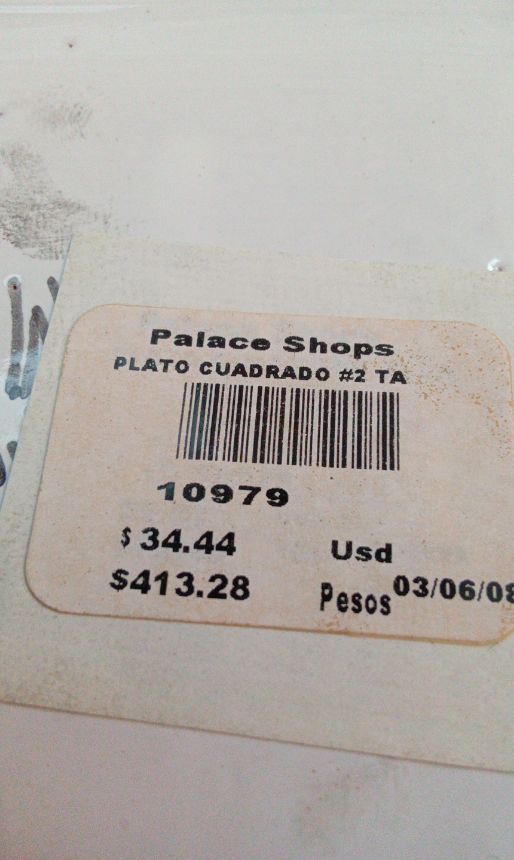 Palace Shops
PLATO CUADRADO #2 TA
10979
$ 34.44 Usd
$413.28 Pesos 03/06/08